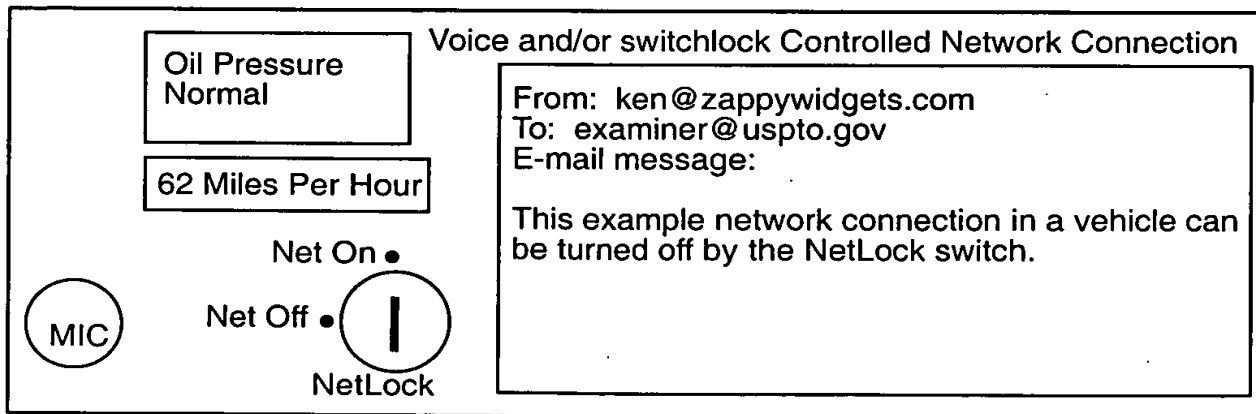 Voice and/or switchlock Controlled Network Connection
Oil Pressure
Normal
62 Miles Per Hour
Net On
Net Off
MIC
NetLock
From: ken@zappywidgets.com
To: examiner@uspto.gov
E-mail message:
This example network connection in a vehicle can
be turned off by the NetLock switch.